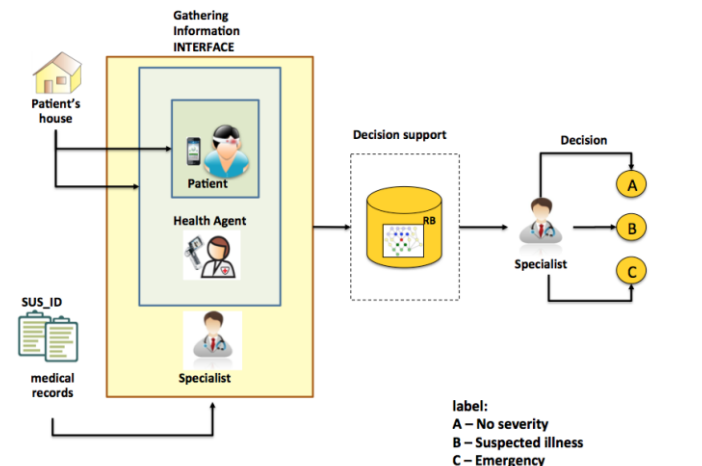 Gathering
Information
INTERFACE
Patient's
house
Patient
Health Agent
SUS_ID
medical
records
Specialist
Decision support
RB
Decision
Specialist
A
B
C
label:
A – No severity
B – Suspected illness
C – Emergency